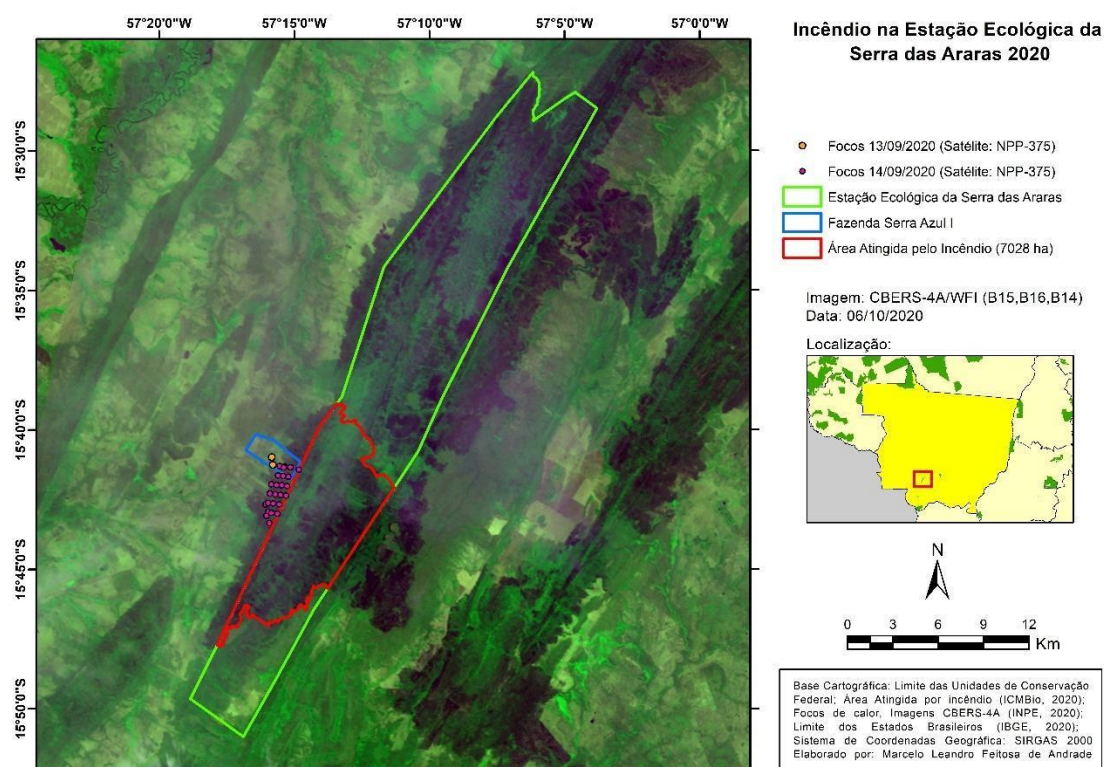 57°20'0"W 57°15'0"W 57°10'0"W 57°5'0"W 57°0'0"W
15°30'0"S
15°35'0"S
15°40'0"S
15°45'0"S
15°50'0"S
Incêndio na Estação Ecológica da
Serra das Araras 2020
Focos 13/09/2020 (Satélite: NPP-375)
Focos 14/09/2020 (Satélite: NPP-375)
Estação Ecológica da Serra das Araras
Fazenda Serra Azul I
Área Atingida pelo Incêndio (7028 ha)
Imagem: CBERS-4A/WFI (B15,B16,B14)
Data: 06/10/2020
Localização:
N
0 1,5 3 6 9 12
Km
Base Cartográfica: Limite das Unidades de Conservação
Federal; Área Atingida por incêndio (ICMBio, 2020);
Focos de calor, Imagens CBERS-4A (INPE, 2020);
Limite dos Estados Brasileiros (IBGE, 2020);
Sistema de Coordenadas Geográfica: SIRGAS 2000
Elaborado por: Marcelo Leandro Feitosa de Andrade